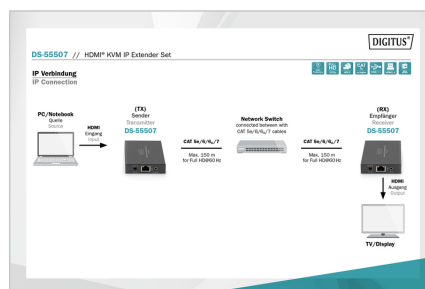 DIGITUS®
DS-55507 // HDMI® KVM IP Extender Set
IP Verbindung
IP Connection
PC/Notebook
Quelle
Source
HDMI
Eingang
Input
(TX)
Sender
Transmitter
DS-55507
CAT 5e/6/6A/7
Max. 150 m
for Full HD@60 Hz
Network Switch
connected between with
CAT 5e/6/6A/7 cables
CAT 5e/6/6A/7
Max. 150 m
for Full HD@60 Hz
(RX)
Empfänger
Receiver
DS-55507
HDMI
Ausgang
Output
TV/Display